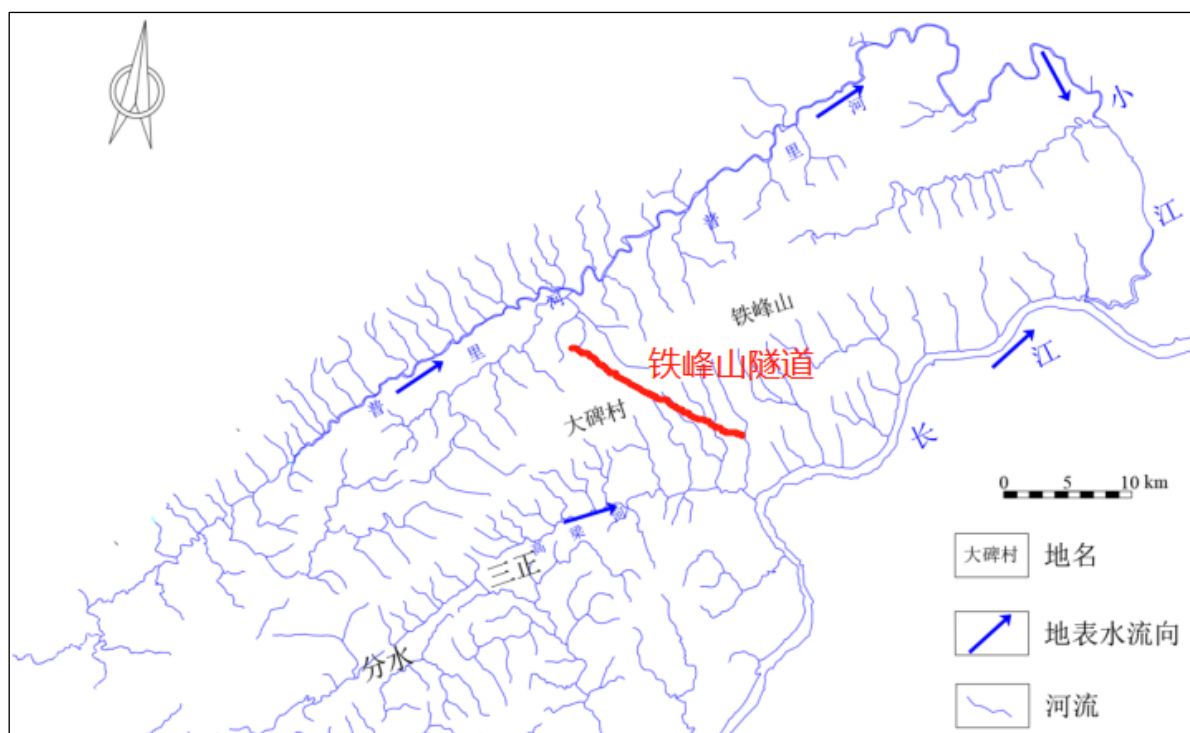 小
江
河
里
普
铁峰山
河
里
普
铁峰山隧道
大碑村
江
长
0 5 10 km
高 梁 河
三正
分水
大碑村 地名
地表水流向
河流